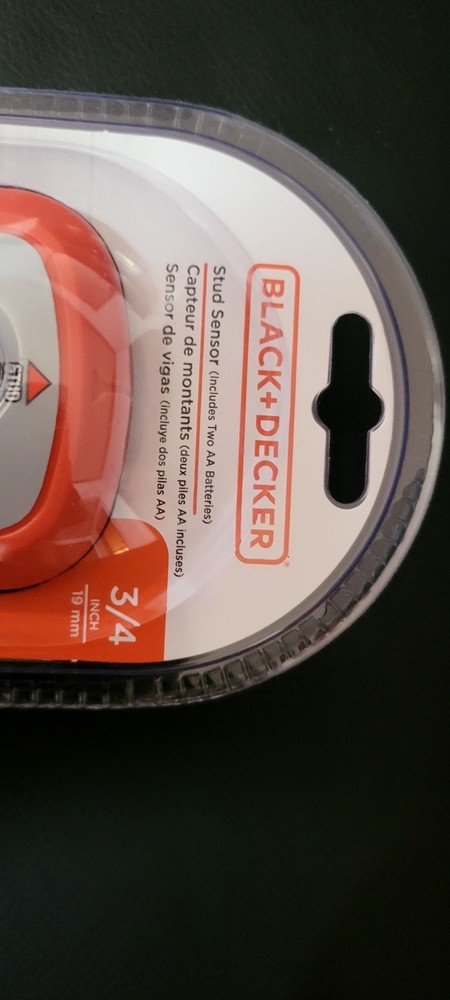 BLACK+DECKER®
Stud Sensor (Includes Two AA Batteries)
Capteur de montants (deux piles AA incluses)
Sensor de vigas (incluye dos pilas AA)
3/4
INCH
19 mm
STUD